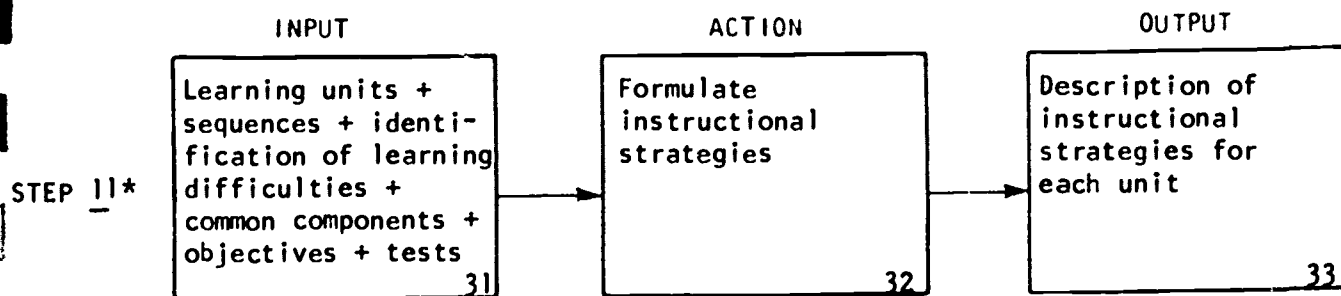 INPUT
ACTION
OUTPUT
Learning units +
sequences + identi-
fication of learning
difficulties +
common components +
objectives + tests
31
Formulate
instructional
strategies
32
Description of
instructional
strategies for
each unit
33
STEP 11*